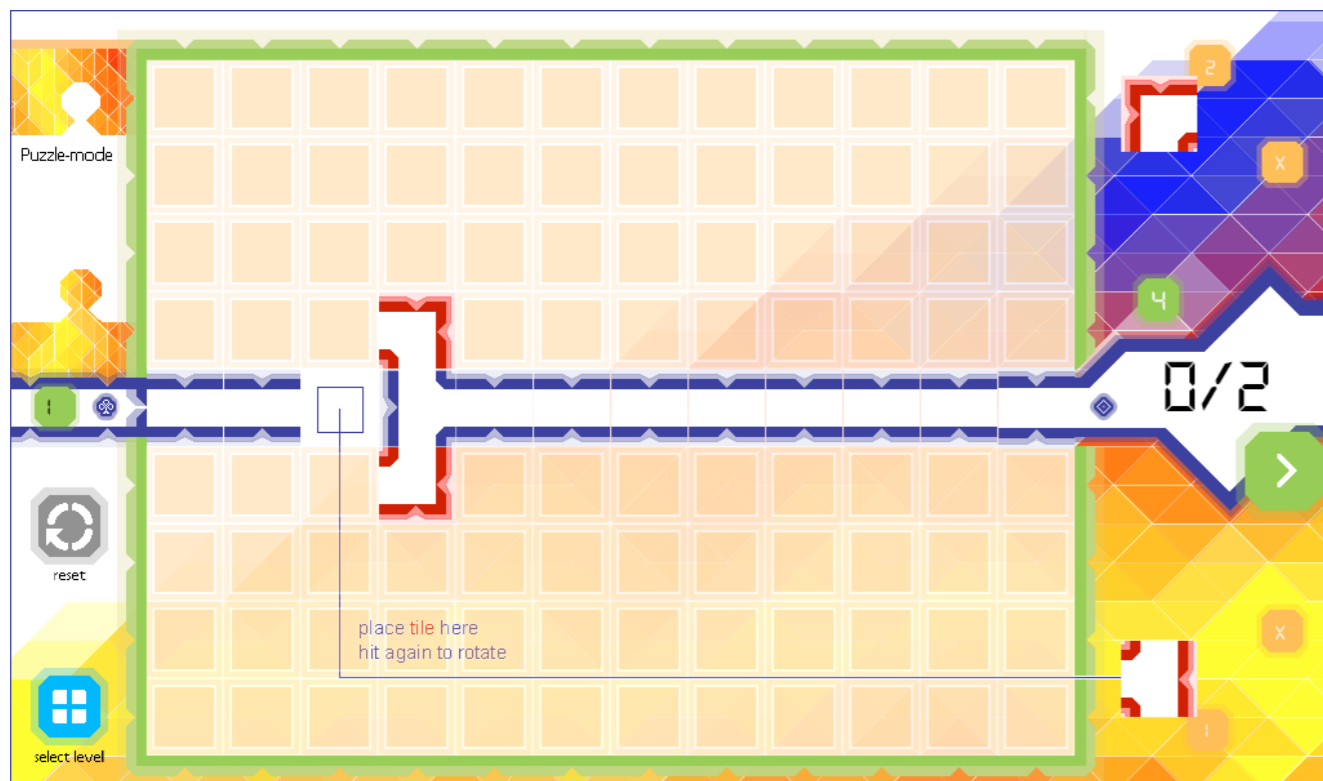 2
Puzzle-mode
X
4
1
0/2
reset
place tile here
hit again to rotate
X
1
select level